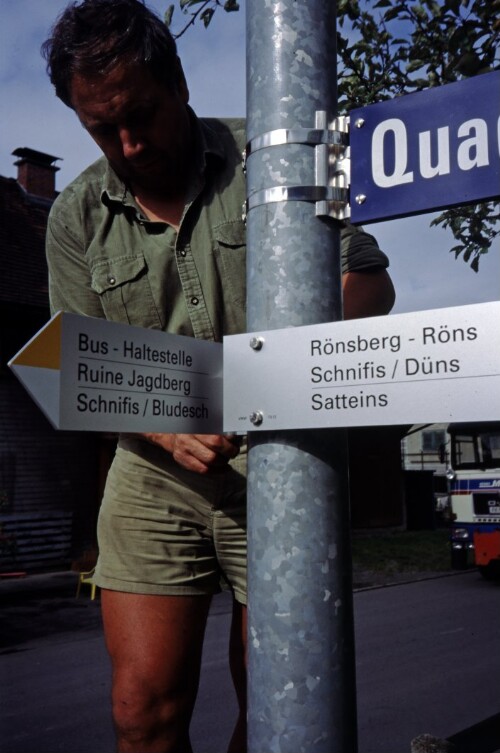 Qua
Bus - Haltestelle
Ruine Jagdberg
Schnifis / Bludesch
Rönsberg - Röns
Schnifis / Düns
Satteins